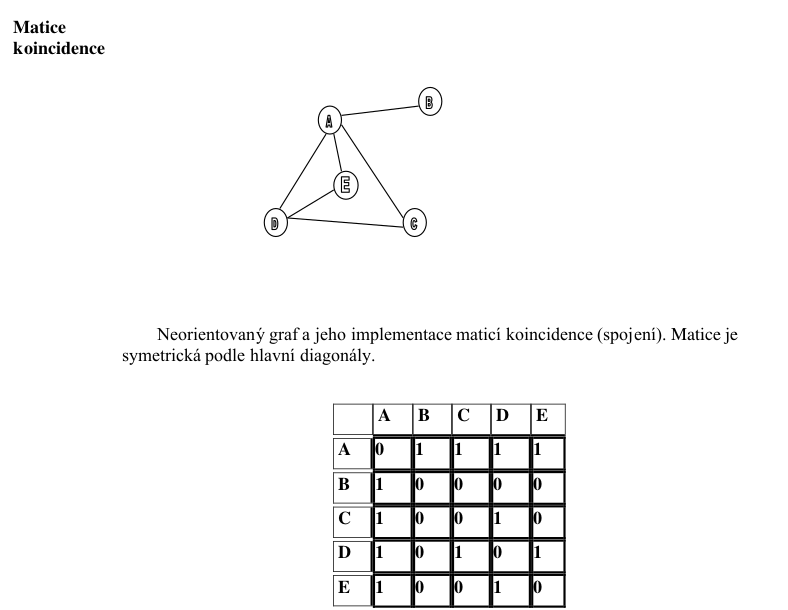 Matice
koincidence
B
A
E
D
C
Neorientovaný graf a jeho implementace maticí koincidence (spojení). Matice je
symetrická podle hlavní diagonály.
A B C D E
A 0 1 1 1 1
B 1 0 0 0 0
C 1 0 0 1 0
D 1 0 1 0 1
E 1 0 0 1 0